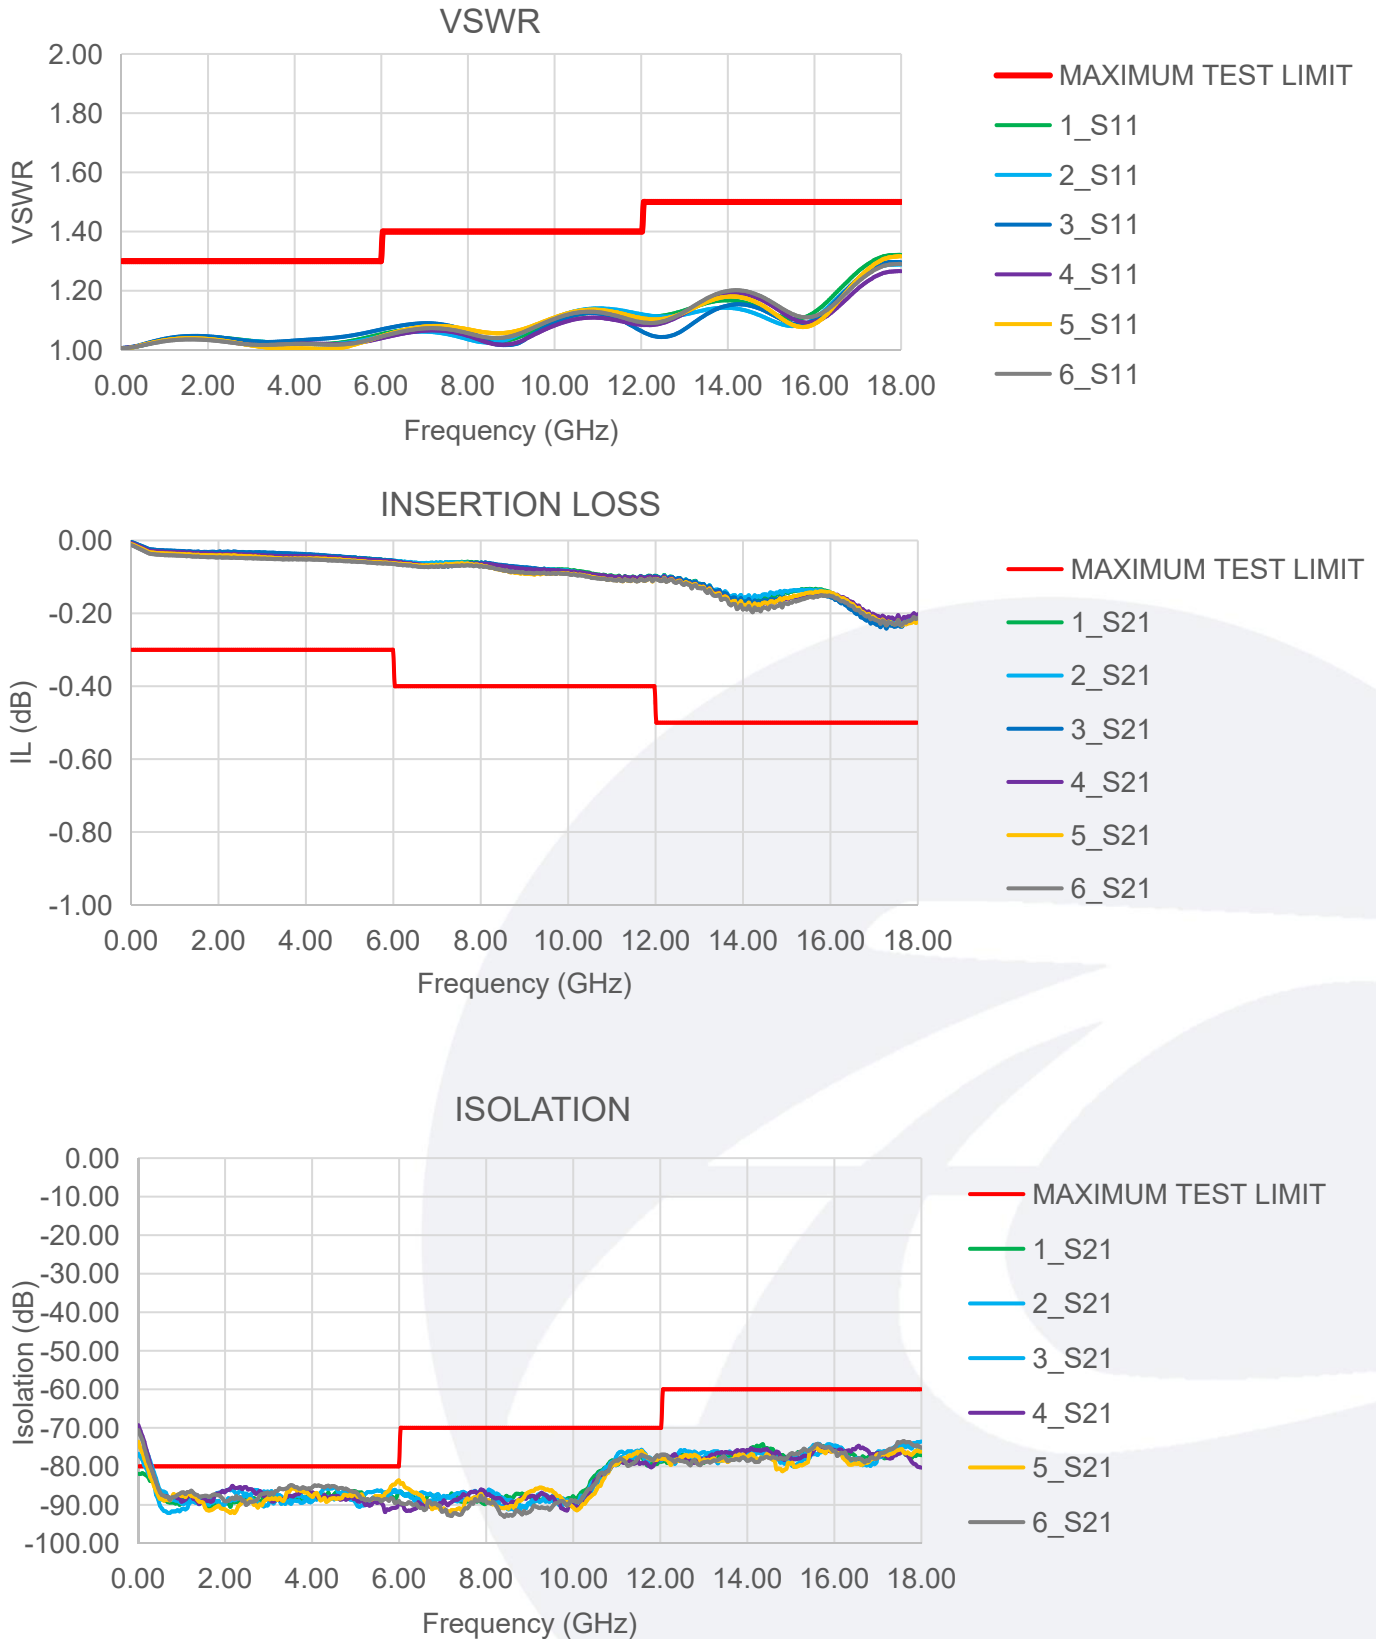 VSWR
2.00
1.80
1.60
1.40
1.20
1.00
VSWR
0.00 2.00 4.00 6.00 8.00 10.00 12.00 14.00 16.00 18.00
Frequency (GHz)
MAXIMUM TEST LIMIT
1_S11
2_S11
3_S11
4_S11
5_S11
6_S11
INSERTION LOSS
0.00
-0.20
-0.40
-0.60
-0.80
-1.00
IL (dB)
0.00 2.00 4.00 6.00 8.00 10.00 12.00 14.00 16.00 18.00
Frequency (GHz)
MAXIMUM TEST LIMIT
1_S21
2_S21
3_S21
4_S21
5_S21
6_S21
ISOLATION
0.00
-10.00
-20.00
-30.00
-40.00
-50.00
-60.00
-70.00
-80.00
-90.00
-100.00
Isolation (dB)
0.00 2.00 4.00 6.00 8.00 10.00 12.00 14.00 16.00 18.00
Frequency (GHz)
MAXIMUM TEST LIMIT
1_S21
2_S21
3_S21
4_S21
5_S21
6_S21